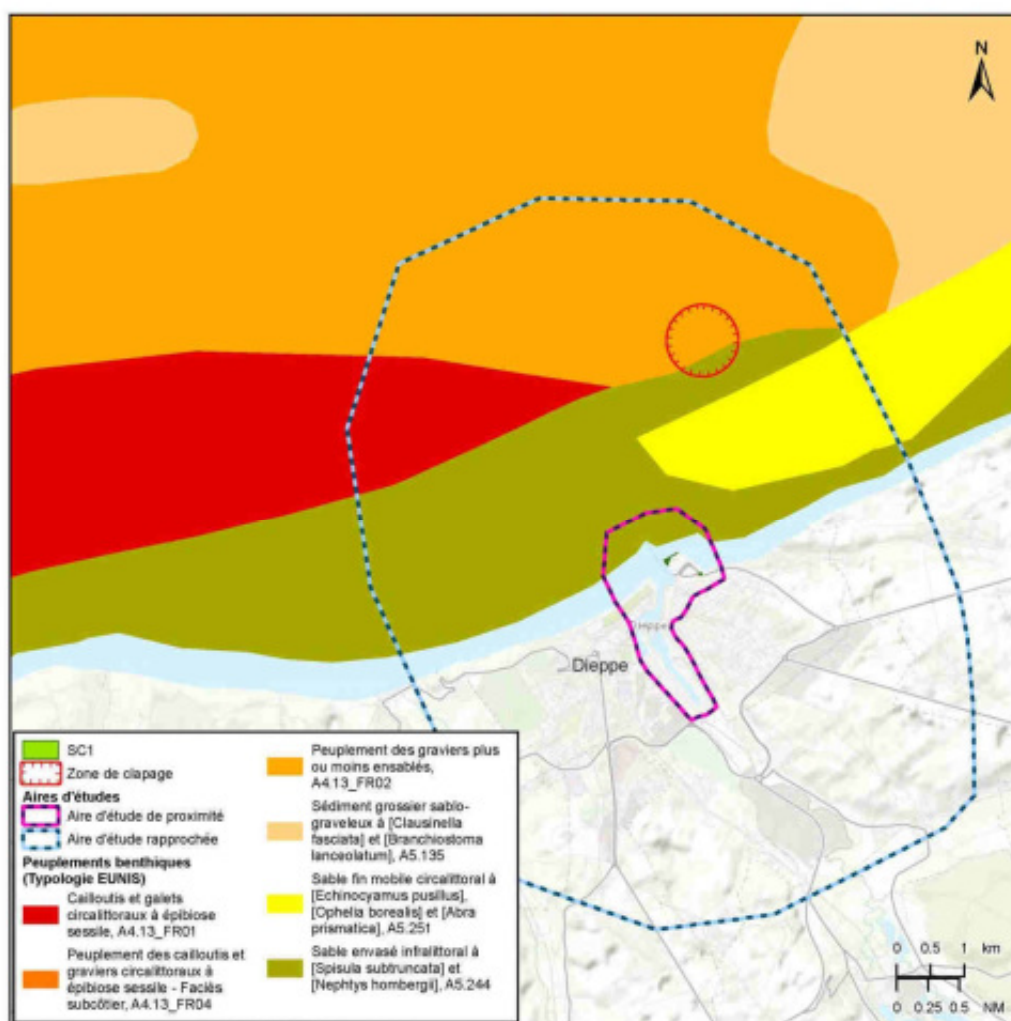 N
Dieppe
Dieppe
SC1
Zone de clapage
Aires d'études
Aire d'étude de proximité
Aire d'étude rapprochée
Peuplements benthiques
(Typologie EUNIS)
Cailloutis et galets
circalittoraux à épibiose
sessile, A4.13_FR01
Peuplement des cailloutis et
graviers circalittoraux à
épibiose sessile - Faciès
subcôtier, A4.13_FR04
Peuplement des graviers plus
ou moins ensablés,
A4.13_FR02
Sédiment grossier sablo-
graveleux à [Clausinella
fasciata] et [Branchiostoma
lanceolatum], A5.135
Sable fin mobile circalittoral à
[Echinocyamus pusillus],
[Ophelia borealis] et [Abra
prismatica], A5.251
Sable envasé infralittoral à
[Spisula subtruncata] et
[Nephtys hombergii], A5.244
0 0.5 1 km
0 0.25 0.5 NM